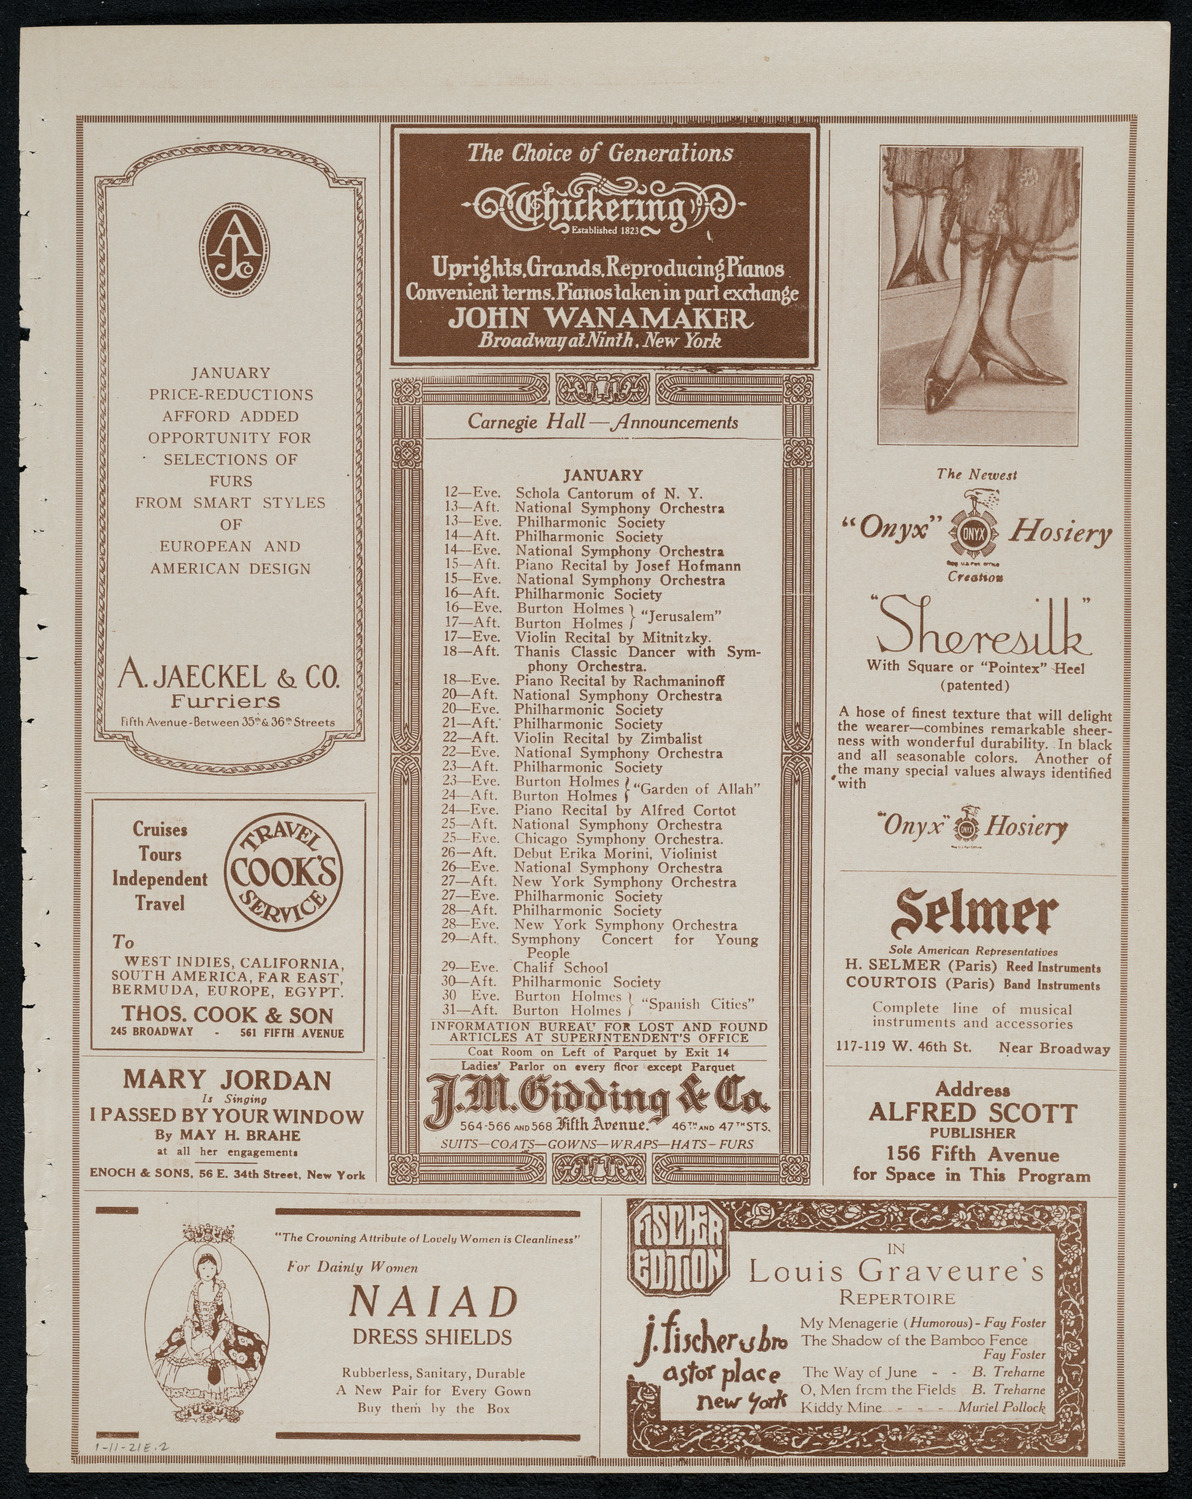 AJCo
JANUARY
PRICE-REDUCTIONS
AFFORD ADDED
OPPORTUNITY FOR
SELECTIONS OF
FURS
FROM SMART STYLES
OF
EUROPEAN AND
AMERICAN DESIGN
A. JAECKEL & CO.
Furriers
Fifth Avenue-Between 35th & 36th Streets
Cruises
Tours
Independent
Travel
TRAVEL
COOK'S
SERVICE
To
WEST INDIES, CALIFORNIA,
SOUTH AMERICA, FAR EAST,
BERMUDA, EUROPE, EGYPT.
THOS. COOK & SON
245 BROADWAY - 561 FIFTH AVENUE
MARY JORDAN
Is Singing
I PASSED BY YOUR WINDOW
By MAY H. BRAHE
at all her engagements
ENOCH & SONS, 56 E. 34th Street, New York
The Choice of Generations
Chickering
Established 1823
Uprights, Grands, Reproducing Pianos
Convenient terms. Pianos taken in part exchange
JOHN WANAMAKER
Broadway at Ninth, New York
Carnegie Hall—Announcements
JANUARY
12—Eve. Schola Cantorum of N. Y.
13—Aft. National Symphony Orchestra
13—Eve. Philharmonic Society
14—Aft. Philharmonic Society
14—Eve. National Symphony Orchestra
15—Aft. Piano Recital by Josef Hofmann
15—Eve. National Symphony Orchestra
16—Aft. Philharmonic Society
16—Eve. Burton Holmes } "Jerusalem"
17—Aft. Burton Holmes }
17—Eve. Violin Recital by Mitnitzky.
18—Aft. Thanis Classic Dancer with Sym-
phony Orchestra.
18—Eve. Piano Recital by Rachmaninoff
20—Aft. National Symphony Orchestra
20—Eve. Philharmonic Society
21—Aft. Philharmonic Society
22—Aft. Violin Recital by Zimbalist
22—Eve. National Symphony Orchestra
23—Aft. Philharmonic Society
23—Eve. Burton Holmes } "Garden of Allah"
24—Aft. Burton Holmes }
24—Eve. Piano Recital by Alfred Cortot
25—Aft. National Symphony Orchestra
25—Eve. Chicago Symphony Orchestra.
26—Aft. Debut Erika Morini, Violinist
26—Eve. National Symphony Orchestra
27—Aft. New York Symphony Orchestra
27—Eve. Philharmonic Society
28—Aft. Philharmonic Society
28—Eve. New York Symphony Orchestra
29—Aft. Symphony Concert for Young
People
29—Eve. Chalif School
30—Aft. Philharmonic Society
30 Eve. Burton Holmes } "Spanish Cities"
31—Aft. Burton Holmes }
INFORMATION BUREAU FOR LOST AND FOUND
ARTICLES AT SUPERINTENDENT'S OFFICE
Coat Room on Left of Parquet by Exit 14
Ladies' Parlor on every floor except Parquet
J.M. Gidding & Co.
564-566 AND 568 Fifth Avenue. 46TH AND 47TH STS.
SUITS—COATS—GOWNS—WRAPS—HATS-FURS
The Newest
"Onyx" ONYX Hosiery
Reg. U.S. Pat. Office
Creation
"Sheresilk"
With Square or "Pointex" Heel
(patented)
A hose of finest texture that will delight
the wearer—combines remarkable sheer-
ness with wonderful durability. In black
and all seasonable colors. Another of
the many special values always identified
with
"Onyx" Hosiery
Selmer
Sole American Representatives
H. SELMER (Paris) Reed Instruments
COURTOIS (Paris) Band Instruments
Complete line of musical
instruments and accessories
117-119 W. 46th St. Near Broadway
Address
ALFRED SCOTT
PUBLISHER
156 Fifth Avenue
for Space in This Program
"The Crowning Attribute of Lovely Women is Cleanliness"
For Dainty Women
NAIAD
DRESS SHIELDS
Rubberless, Sanitary, Durable
A New Pair for Every Gown
Buy them by the Box
1-11-21E.2
FISCHER
EDITION
j. fischer & bro
astor place
new york
IN
Louis Graveure's
REPERTOIRE
My Menagerie (Humorous) - Fay Foster
The Shadow of the Bamboo Fence
Fay Foster
The Way of June - - B. Treharne
O, Men from the Fields B. Treharne
Kiddy Mine - - - Muriel Pollock